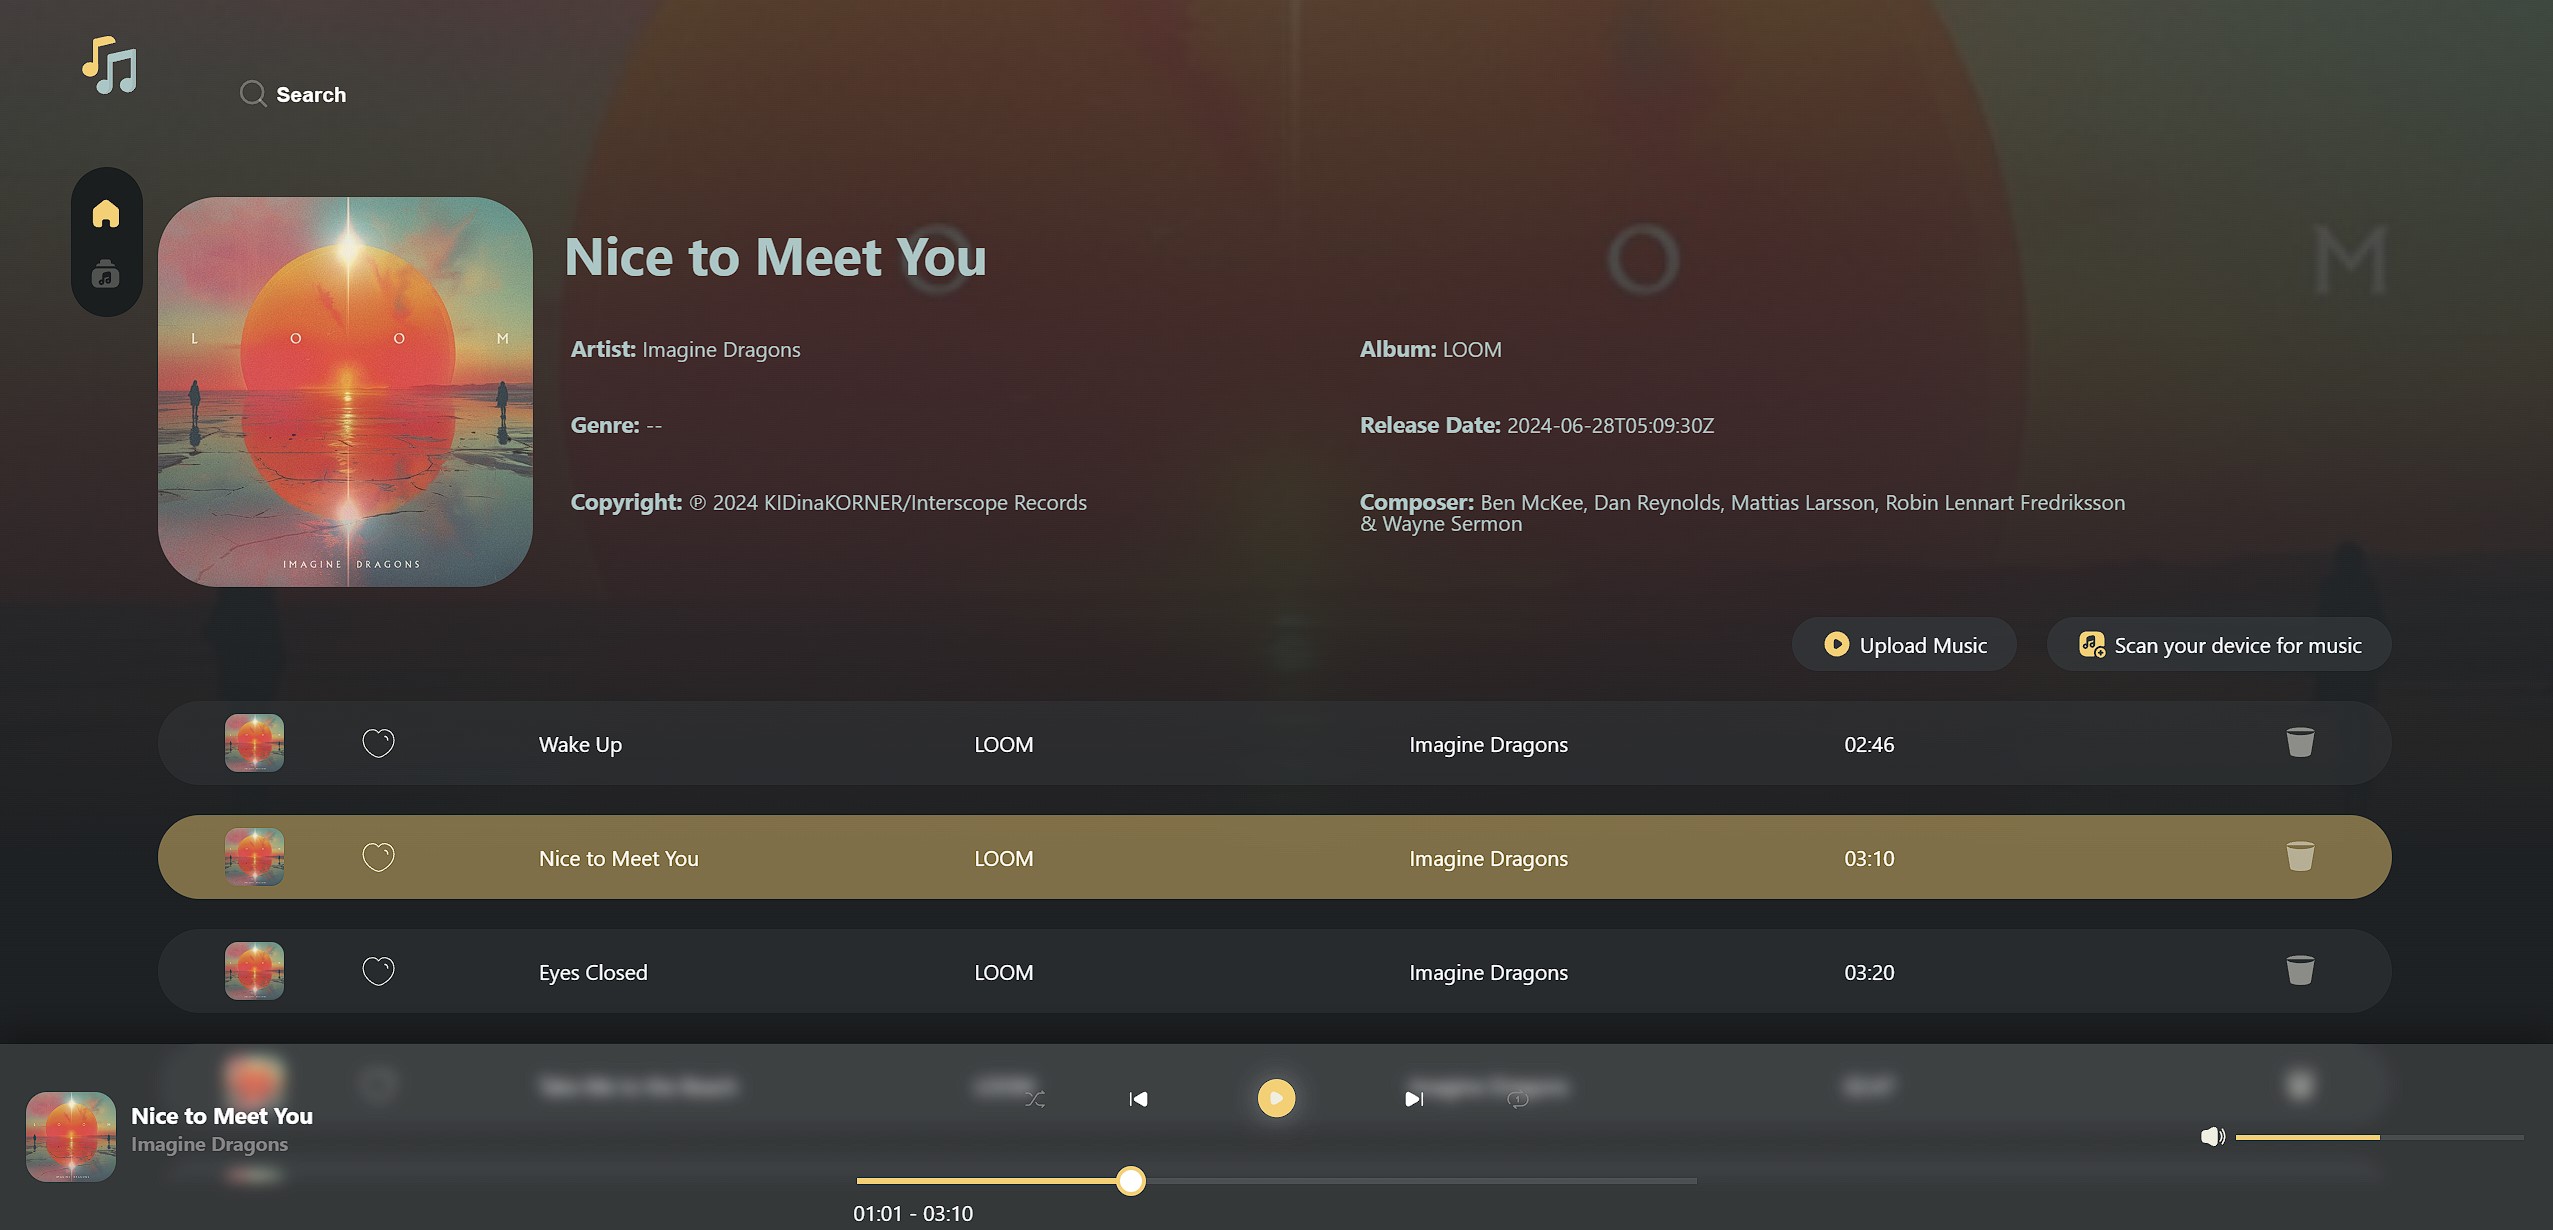 Search
L O O M
IMAGINE DRAGONS
Nice to Meet You
O O M
Artist: Imagine Dragons
Album: LOOM
Genre: --
Release Date: 2024-06-28T05:09:30Z
Copyright: ℗ 2024 KIDinaKORNER/Interscope Records
Composer: Ben McKee, Dan Reynolds, Mattias Larsson, Robin Lennart Fredriksson
& Wayne Sermon
Upload Music
Scan your device for music
Wake Up LOOM Imagine Dragons 02:46
Nice to Meet You LOOM Imagine Dragons 03:10
Eyes Closed LOOM Imagine Dragons 03:20
Nice to Meet You
Imagine Dragons
1
01:01 - 03:10